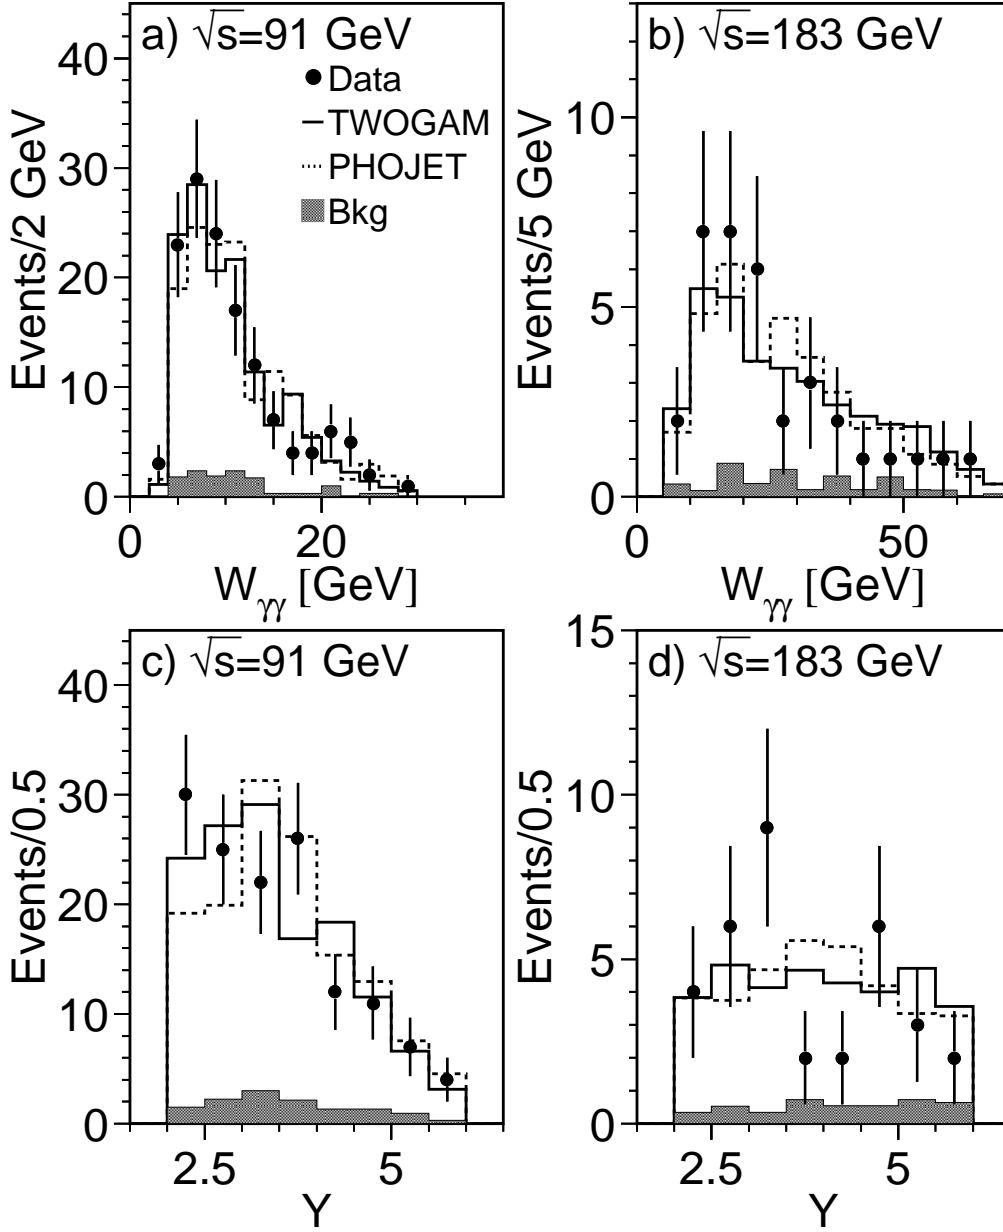 a) √s=91 GeV
Data
TWOGAM
PHOJET
Bkg
Events/2 GeV
40
30
20
10
0
0 20
Wγγ [GeV]
b) √s=183 GeV
Events/5 GeV
10
5
0
0 50
Wγγ [GeV]
c) √s=91 GeV
Events/0.5
40
30
20
10
0
2.5 5
Y
d) √s=183 GeV
Events/0.5
15
10
5
0
2.5 5
Y